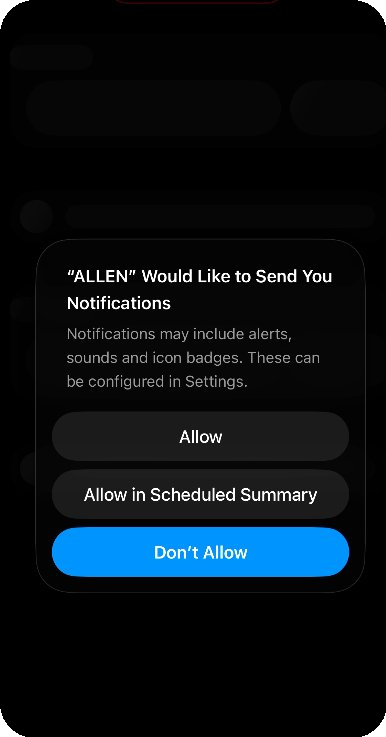 “ALLEN” Would Like to Send You
Notifications
Notifications may include alerts,
sounds and icon badges. These can
be configured in Settings.
Allow
Allow in Scheduled Summary
Don’t Allow